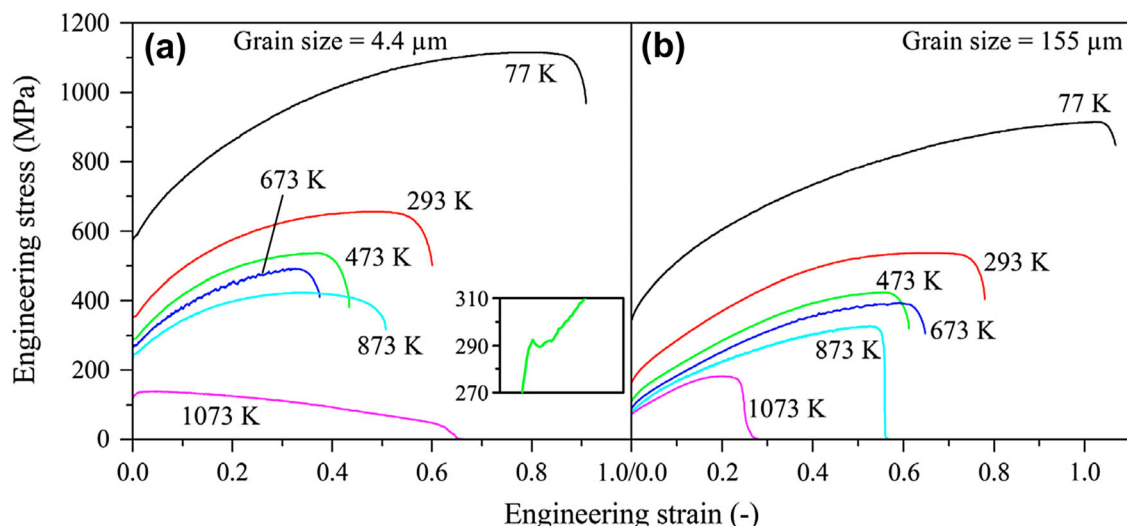 Engineering stress (MPa)
1200
1000
800
600
400
200
0
(a)
Grain size = 4.4 µm
77 K
673 K
293 K
473 K
873 K
1073 K
310
290
270
0.0
0.2
0.4
0.6
0.8
1.0
(b)
Grain size = 155 µm
77 K
293 K
473 K
673 K
873 K
1073 K
0.0
0.2
0.4
0.6
0.8
1.0
Engineering strain (-)